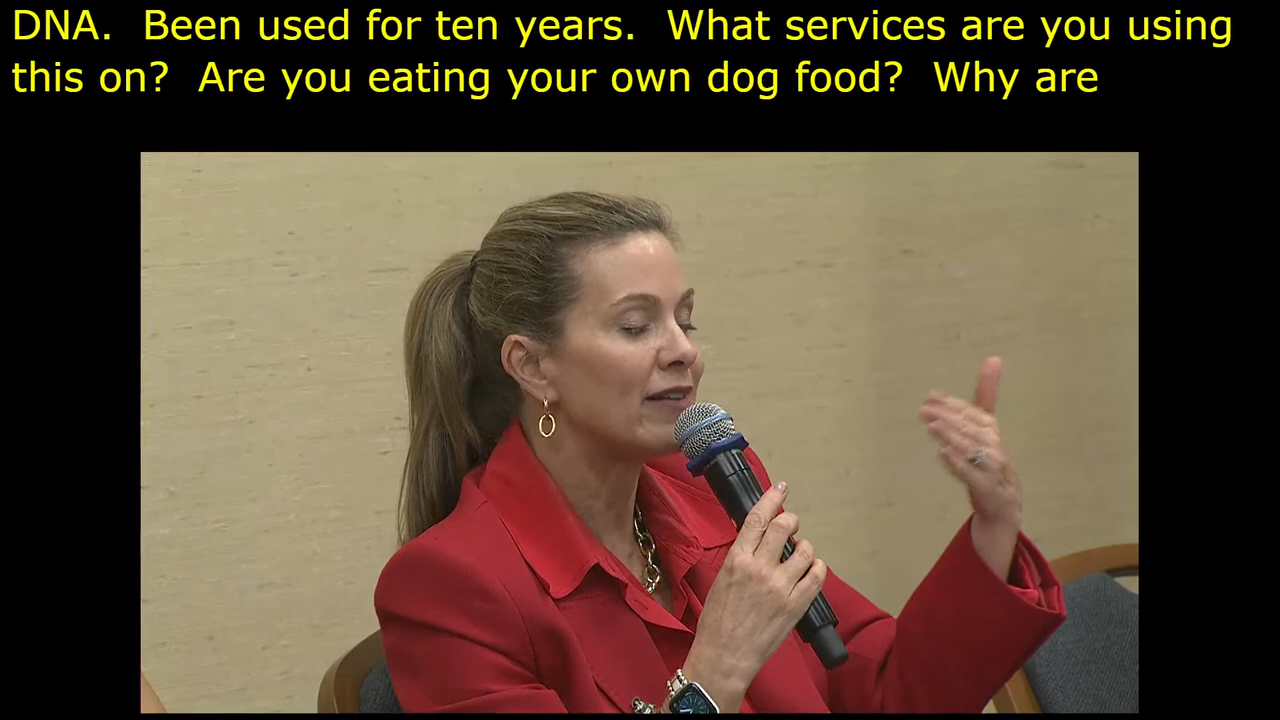 DNA.  Been used for ten years.  What services are you using
this on?  Are you eating your own dog food?  Why are